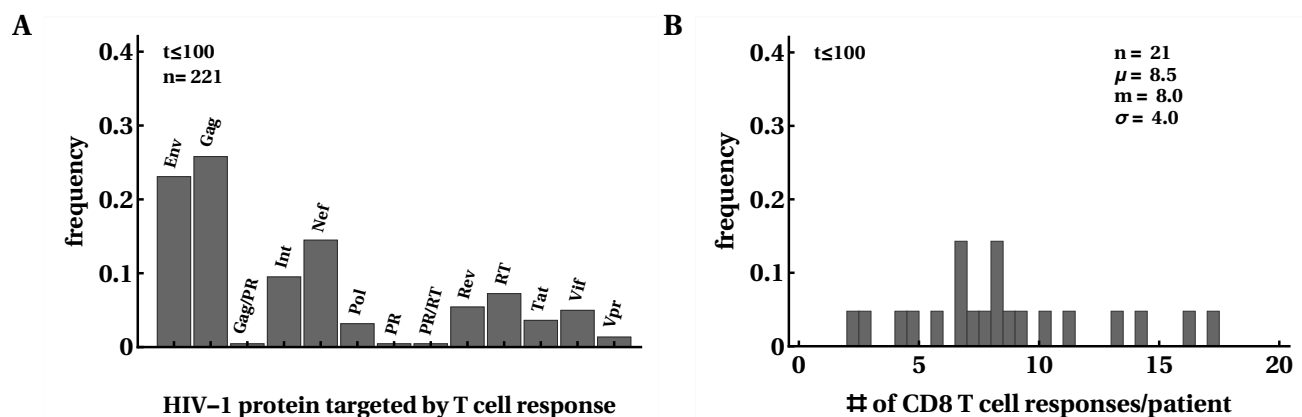 A
t≤100
n= 221
0.4
0.3
0.2
0.1
0
frequency
Env
Gag
Gag/PR
Int
Nef
Pol
PR
PR/RT
Rev
RT
Tat
Vif
Vpr
HIV–1 protein targeted by T cell response
B
t≤100
n = 21
μ = 8.5
m = 8.0
σ = 4.0
0.4
0.3
0.2
0.1
0
frequency
0 5 10 15 20
# of CD8 T cell responses/patient